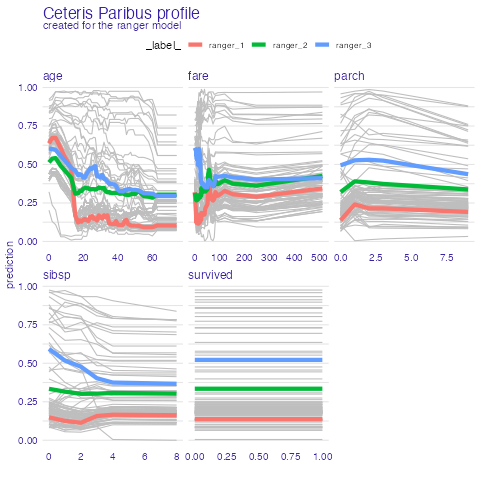 Ceteris Paribus profile
created for the ranger model
_label_ ranger_1 ranger_2 ranger_3
age fare parch
1.00
0.75
0.50
0.25
0.00
0 20 40 60 0 100 200 300 400 500 0.0 2.5 5.0 7.5
prediction
sibsp survived
1.00
0.75
0.50
0.25
0.00
0 2 4 6 8 0.00 0.25 0.50 0.75 1.00